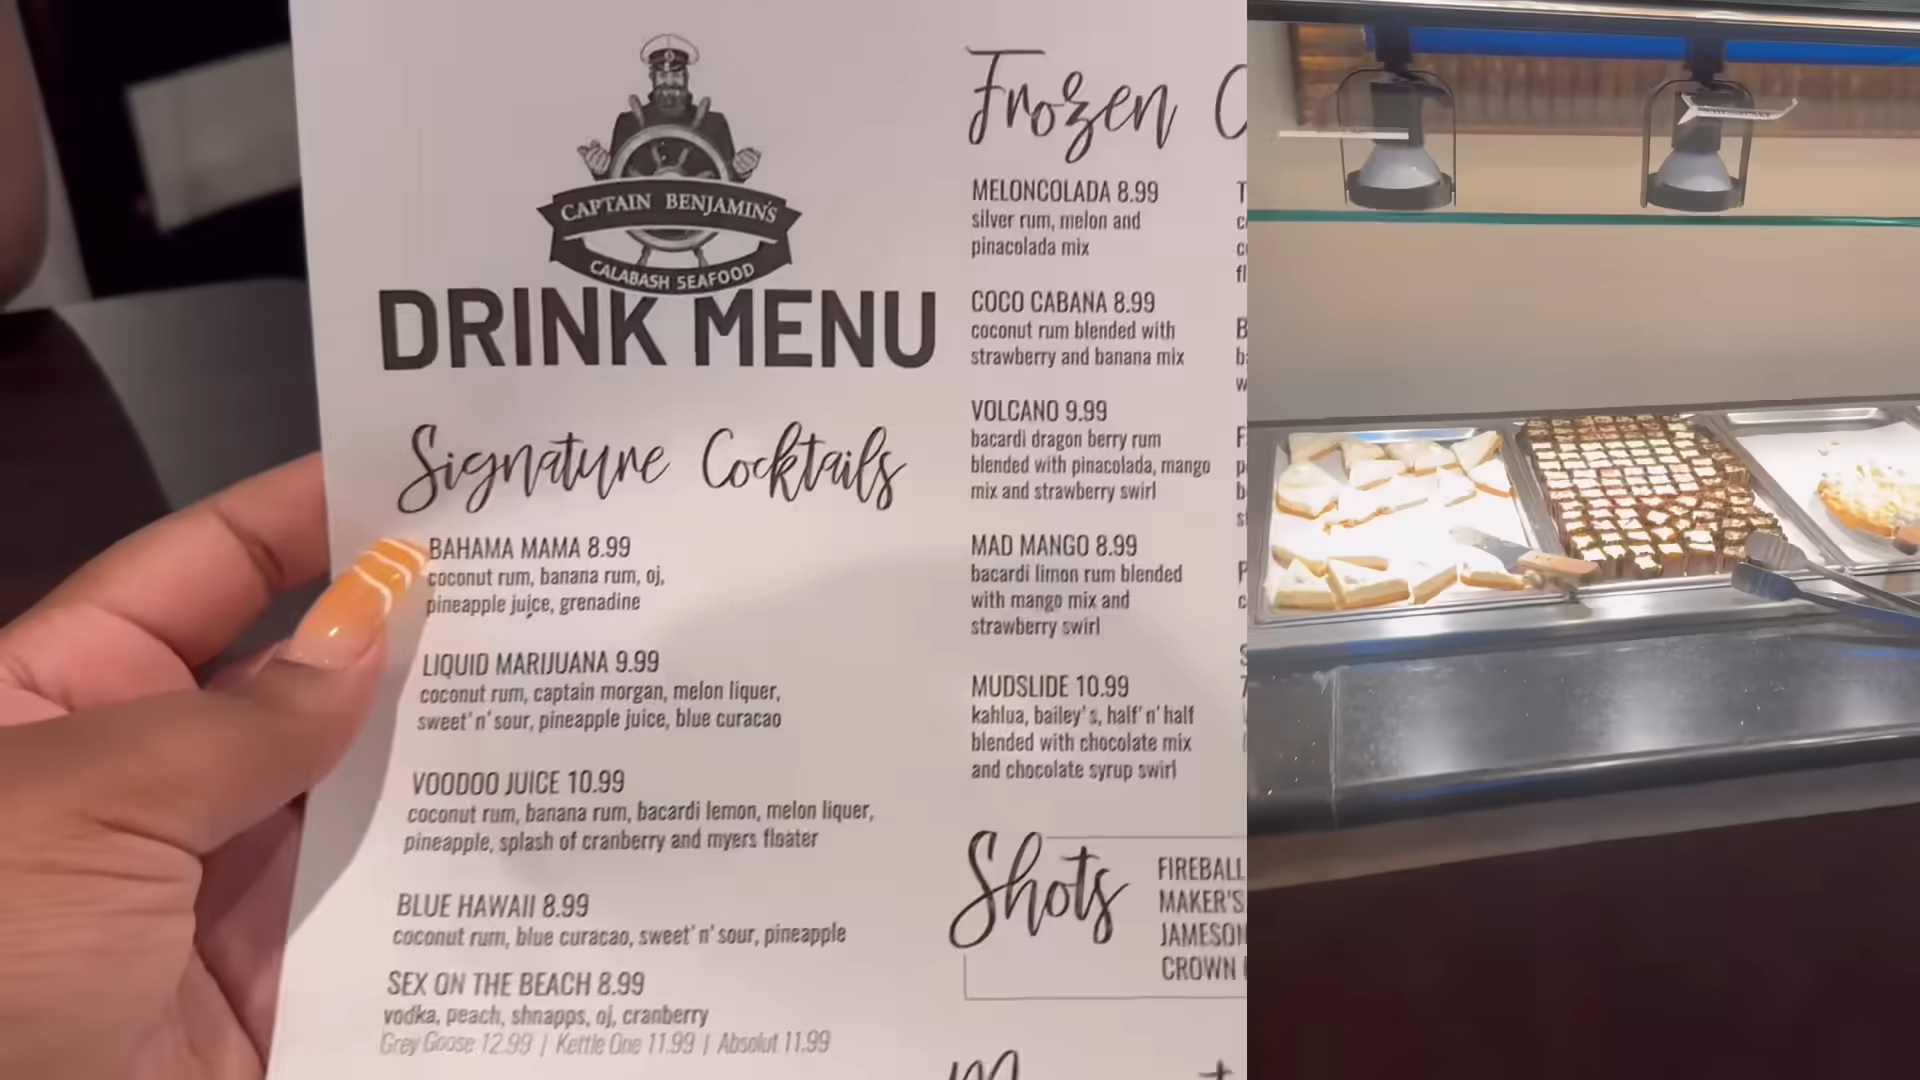 CAPTAIN BENJAMIN'S
CALABASH SEAFOOD
DRINK MENU
Signature Cocktails
BAHAMA MAMA 8.99
coconut rum, banana rum, oj,
pineapple juice, grenadine
LIQUID MARIJUANA 9.99
coconut rum, captain morgan, melon liquer,
sweet'n'sour, pineapple juice, blue curacao
VOODOO JUICE 10.99
coconut rum, banana rum, bacardi lemon, melon liquer,
pineapple, splash of cranberry and myers floater
BLUE HAWAII 8.99
coconut rum, blue curacao, sweet'n'sour, pineapple
SEX ON THE BEACH 8.99
vodka, peach, shnapps, oj, cranberry
Grey Goose 12.99 | Kettle One 11.99 | Absolut 11.99
Frozen
MELONCOLADA 8.99
silver rum, melon and
pinacolada mix
COCO CABANA 8.99
coconut rum blended with
strawberry and banana mix
VOLCANO 9.99
bacardi dragon berry rum
blended with pinacolada, mango
mix and strawberry swirl
MAD MANGO 8.99
bacardi limon rum blended
with mango mix and
strawberry swirl
MUDSLIDE 10.99
kahlua, bailey's, half'n'half
blended with chocolate mix
and chocolate syrup swirl
Shots
FIREBALL
MAKER'S
JAMESON
CROWN